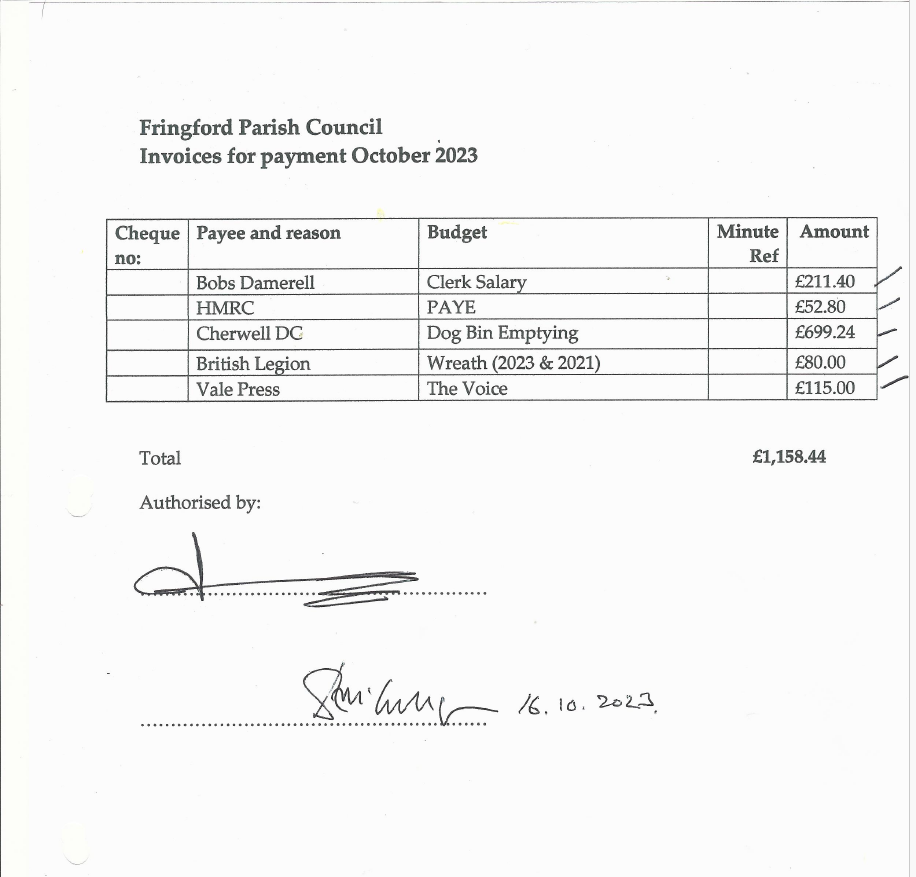 Fringford Parish Council
Invoices for payment October 2023
Cheque no: Payee and reason Budget Minute Ref Amount
Bobs Damerell Clerk Salary £211.40
HMRC PAYE £52.80
Cherwell DC Dog Bin Emptying £699.24
British Legion Wreath (2023 & 2021) £80.00
Vale Press The Voice £115.00
Total £1,158.44
Authorised by:
16.10.2023.